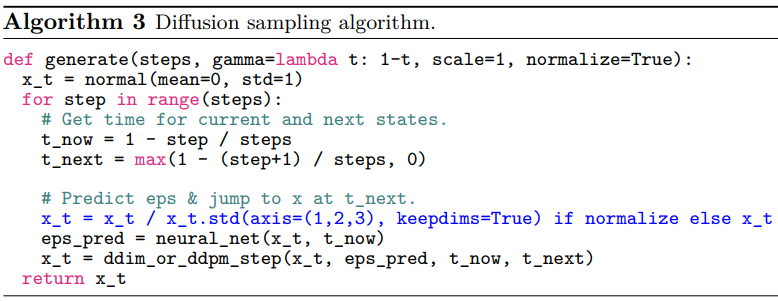 Algorithm 3 Diffusion sampling algorithm.
def generate(steps, gamma=lambda t: 1-t, scale=1, normalize=True):
  x_t = normal(mean=0, std=1)
  for step in range(steps):
    # Get time for current and next states.
    t_now = 1 - step / steps
    t_next = max(1 - (step+1) / steps, 0)
    # Predict eps & jump to x at t_next.
    x_t = x_t / x_t.std(axis=(1,2,3), keepdims=True) if normalize else x_t
    eps_pred = neural_net(x_t, t_now)
    x_t = ddim_or_ddpm_step(x_t, eps_pred, t_now, t_next)
  return x_t